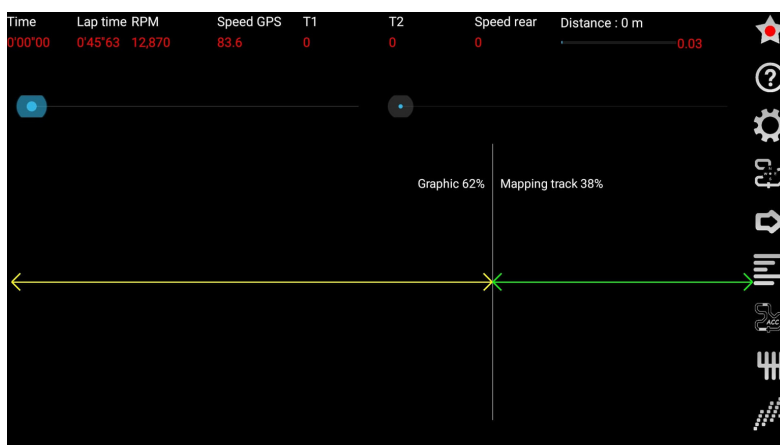 Time Lap time RPM Speed GPS T1 T2 Speed rear Distance : 0 m
0'00"00 0'45"63 12,870 83.6 0 0 0 0.03
Graphic 62% Mapping track 38%
ACC